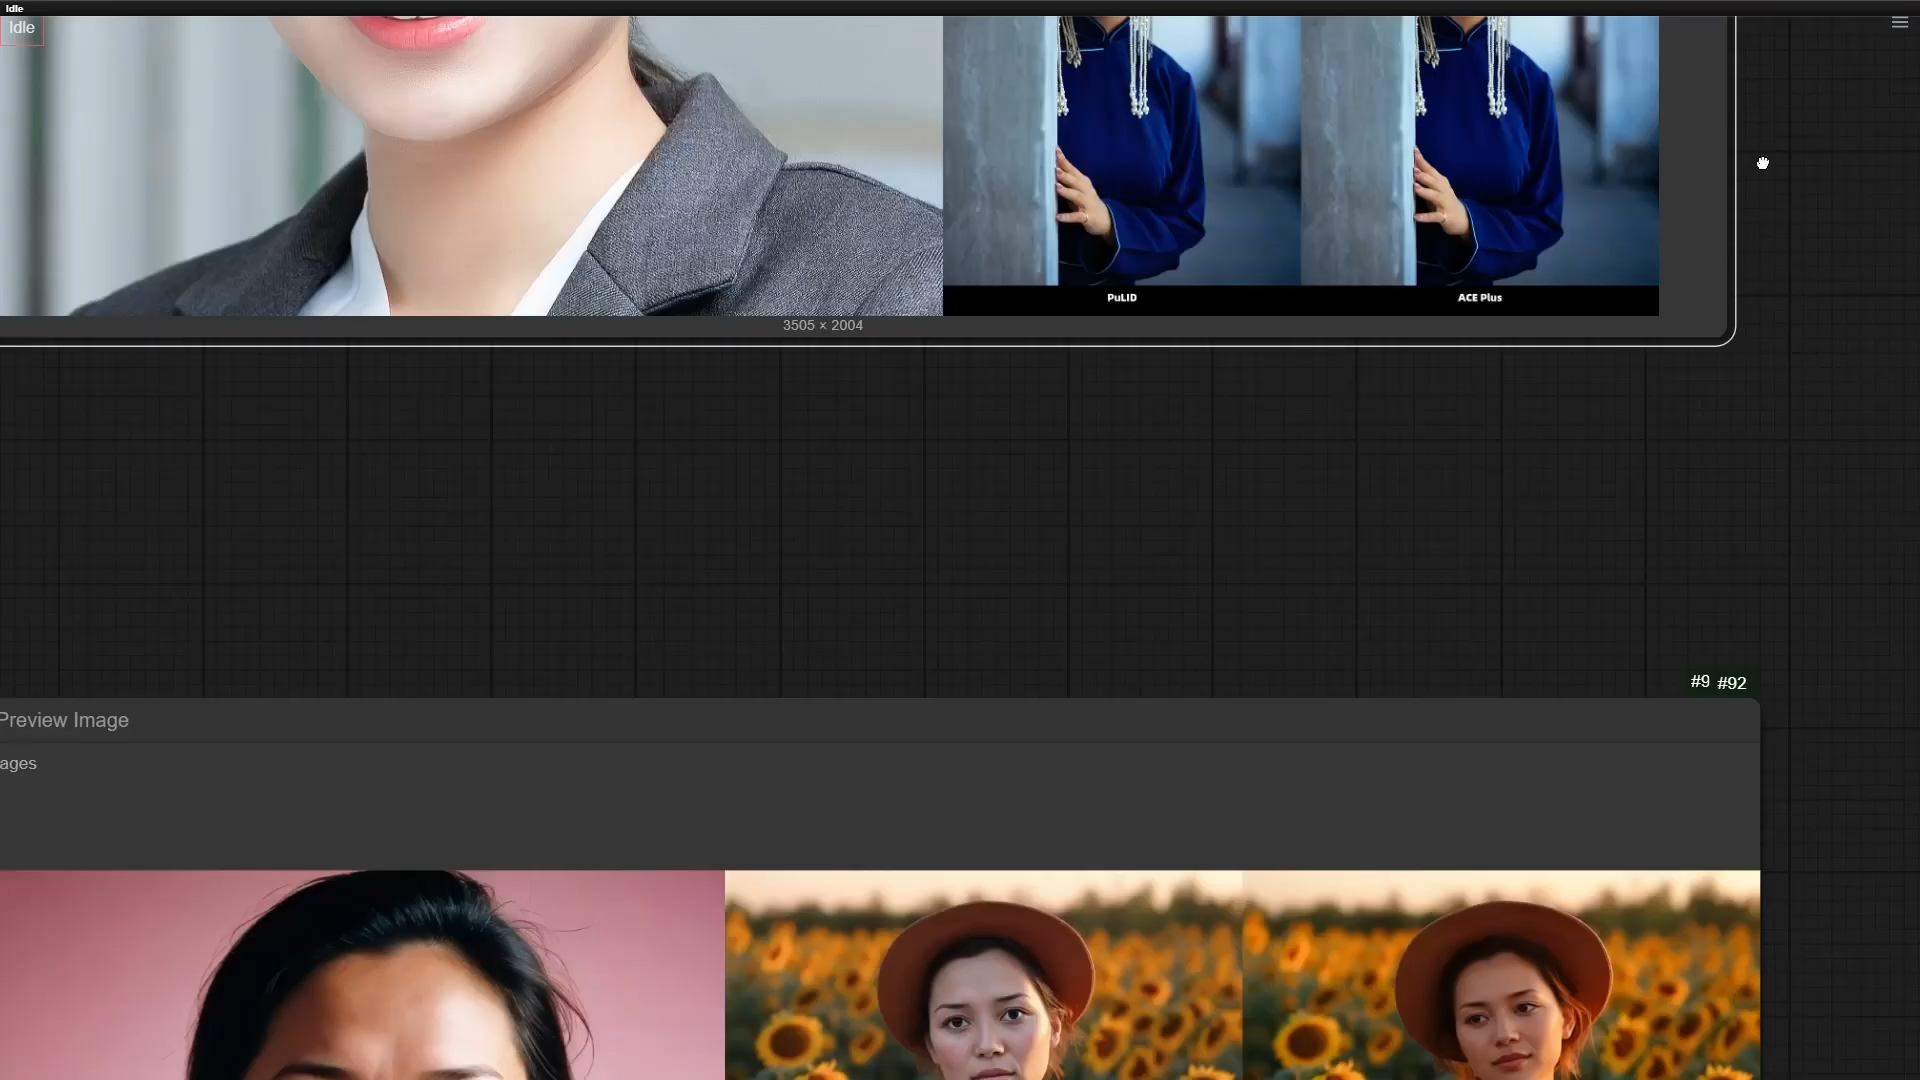 Idle
Idle
PuLID
ACE Plus
3505 × 2004
#9 #92
Preview Image
ages